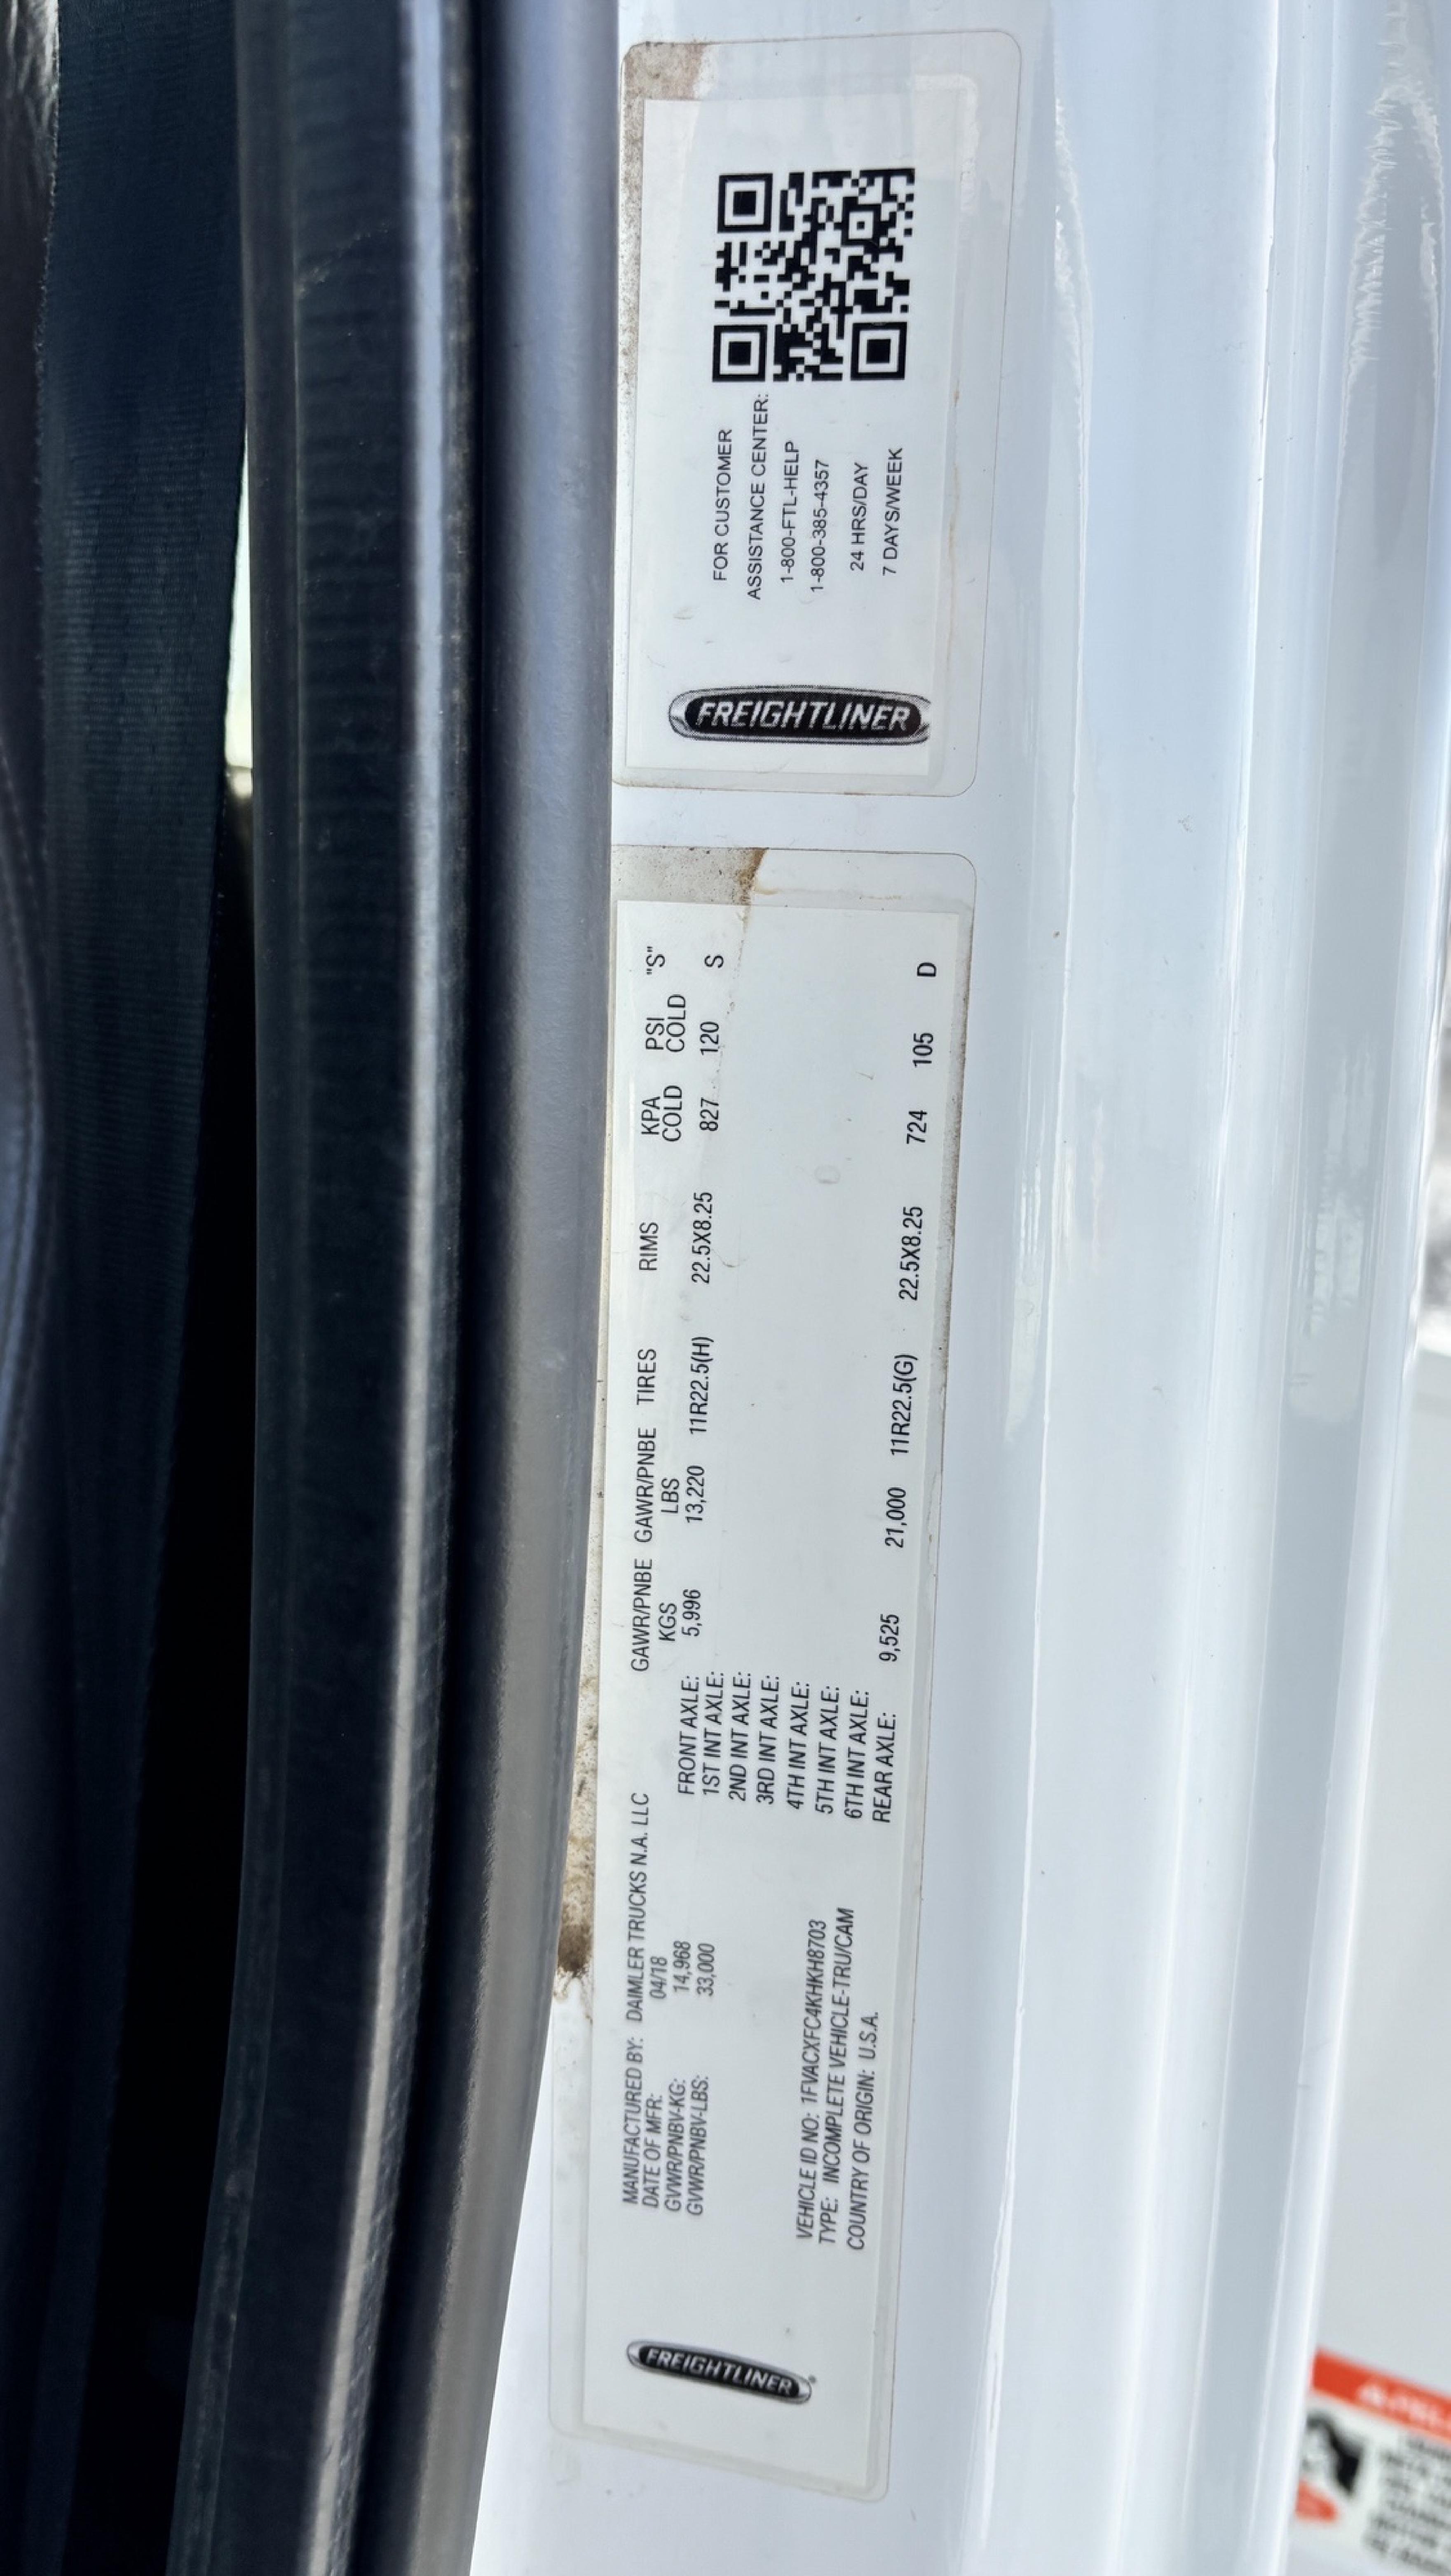 FREIGHTLINER
MANUFACTURED BY: DAIMLER TRUCKS N.A. LLC
DATE OF MFR: 04/18
GVWR/PNBV-KG: 14,968
GVWR/PNBV-LBS: 33,000
VEHICLE ID NO: 1FVACXFC4KHKH8703
TYPE: INCOMPLETE VEHICLE-TRU/CAM
COUNTRY OF ORIGIN: U.S.A.
GAWR/PNBE GAWR/PNBE TIRES RIMS KPA PSI "S"
KGS LBS COLD COLD
FRONT AXLE: 5,996 13,220 11R22.5(H) 22.5X8.25 827 120 S
1ST INT AXLE:
2ND INT AXLE:
3RD INT AXLE:
4TH INT AXLE:
5TH INT AXLE:
6TH INT AXLE:
REAR AXLE: 9,525 21,000 11R22.5(G) 22.5X8.25 724 105 D
FREIGHTLINER
FOR CUSTOMER
ASSISTANCE CENTER:
1-800-FTL-HELP
1-800-385-4357
24 HRS/DAY
7 DAYS/WEEK